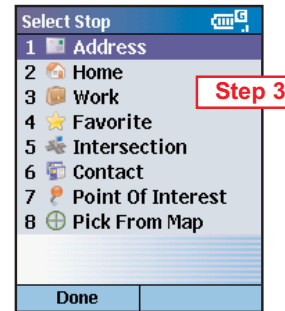 Select Stop G
1 Address
2 Home
3 Work
Step 3
4 Favorite
5 Intersection
6 Contact
7 Point Of Interest
8 Pick From Map
Done